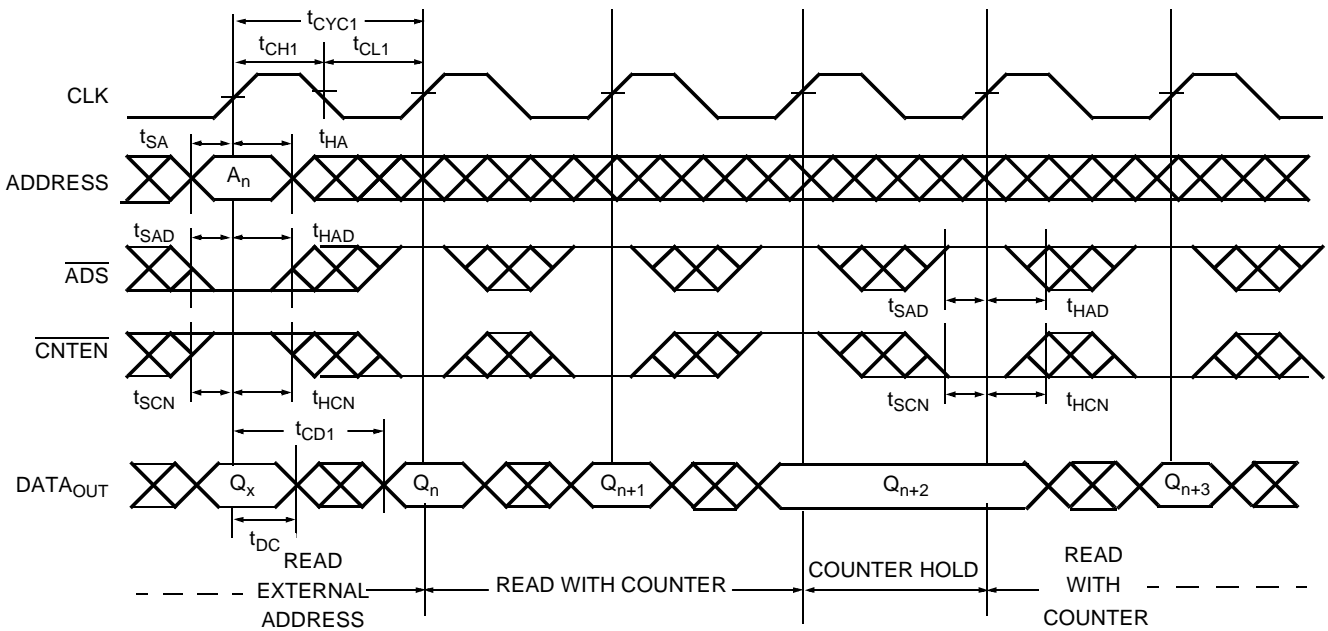 tCYC1
tCH1 tCL1
CLK
tSA tHA
ADDRESS An
tSAD tHAD
ADS
tSAD tHAD
CNTEN
tSCN tHCN tSCN tHCN
tCD1
DATAOUT Qx Qn Qn+1 Qn+2 Qn+3
tDC
READ
EXTERNAL
ADDRESS
READ WITH COUNTER
COUNTER HOLD
READ
WITH
COUNTER